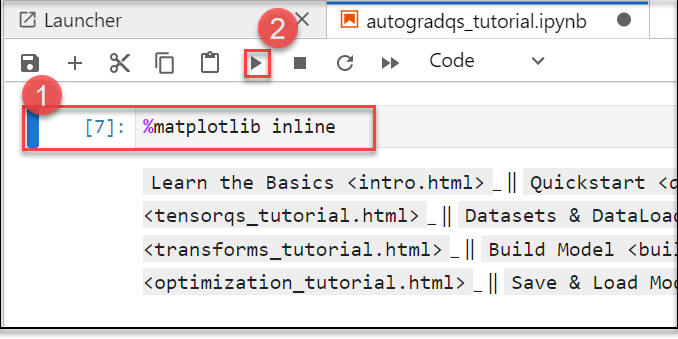 Launcher
autogradqs_tutorial.ipynb
2
Code
1
[7]: %matplotlib inline
Learn the Basics <intro.html>_ || Quickstart <
<tensorqs_tutorial.html>_ || Datasets & DataLoa
<transforms_tutorial.html>_ || Build Model <bui
<optimization_tutorial.html>_ || Save & Load Mo